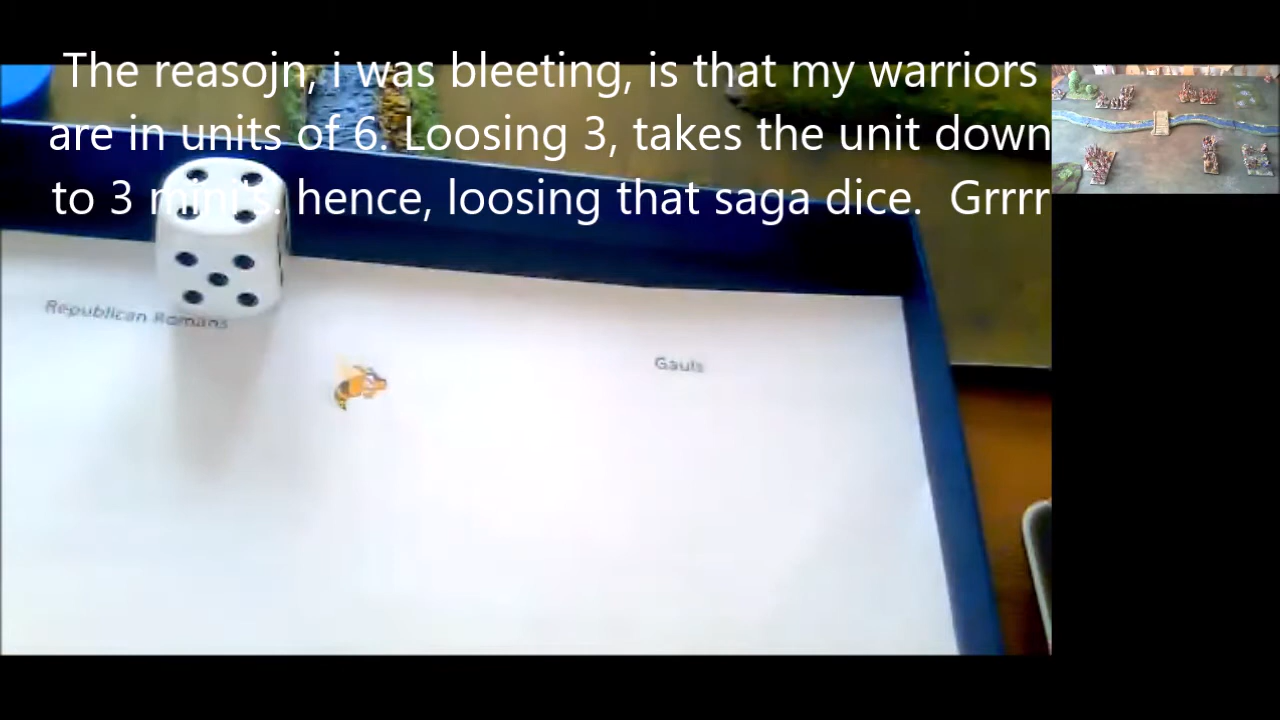 The reasojn, i was bleeting, is that my warriors
are in units of 6. Loosing 3, takes the unit down
to 3 mini's. hence, loosing that saga dice.  Grrrr
Republican Romans
Gauls